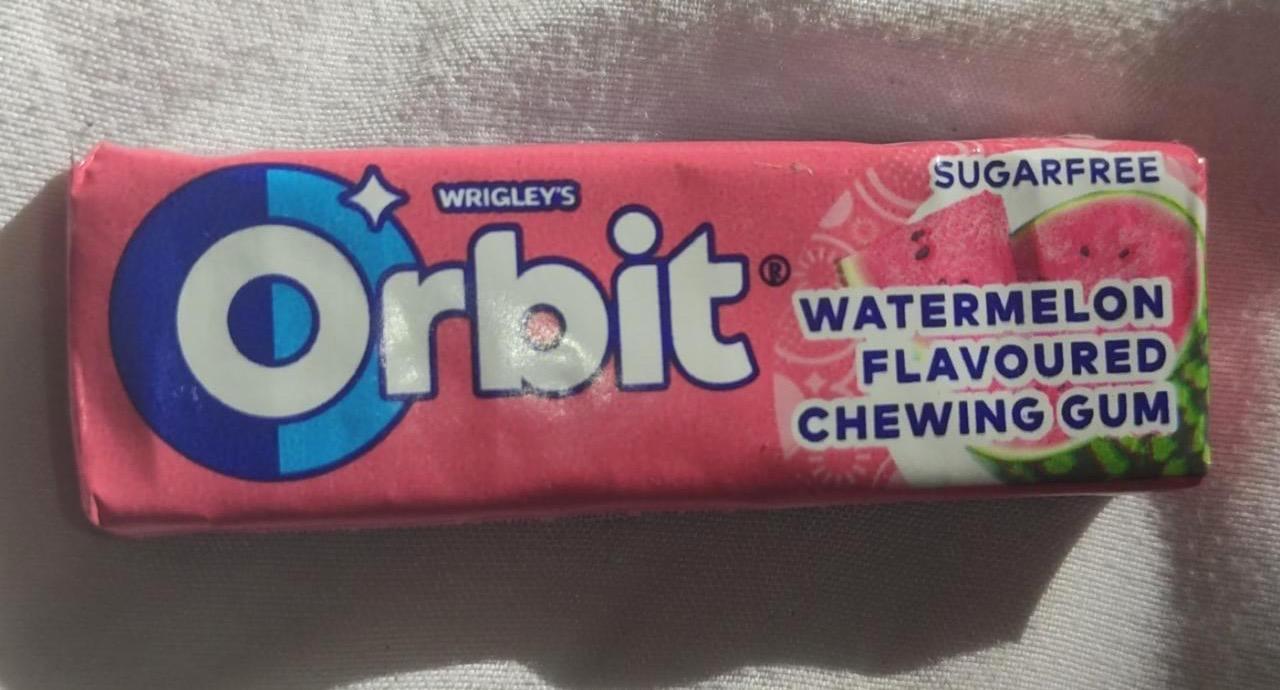 WRIGLEY'S
Orbit®
SUGARFREE
WATERMELON
FLAVOURED
CHEWING GUM